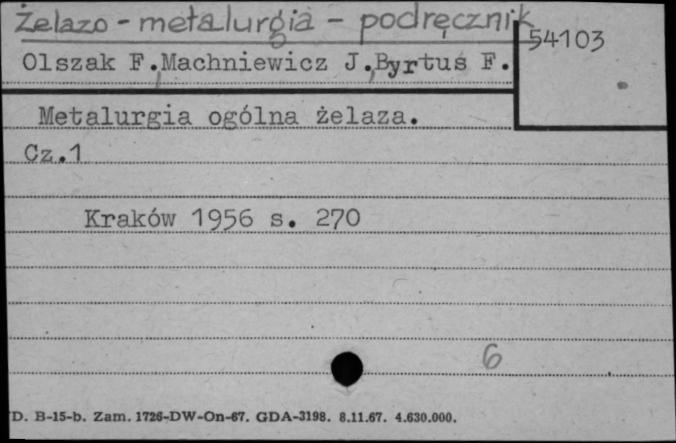 Żelazo - metalurgia - podręcznik
54103
Olszak F., Machniewicz J., Byrtus F.
Metalurgia ogólna żelaza.
Cz.1
Kraków 1956 s. 270
6
D. B-15-b. Zam. 1726-DW-On-67. GDA-3198. 8.11.67. 4.630.000.